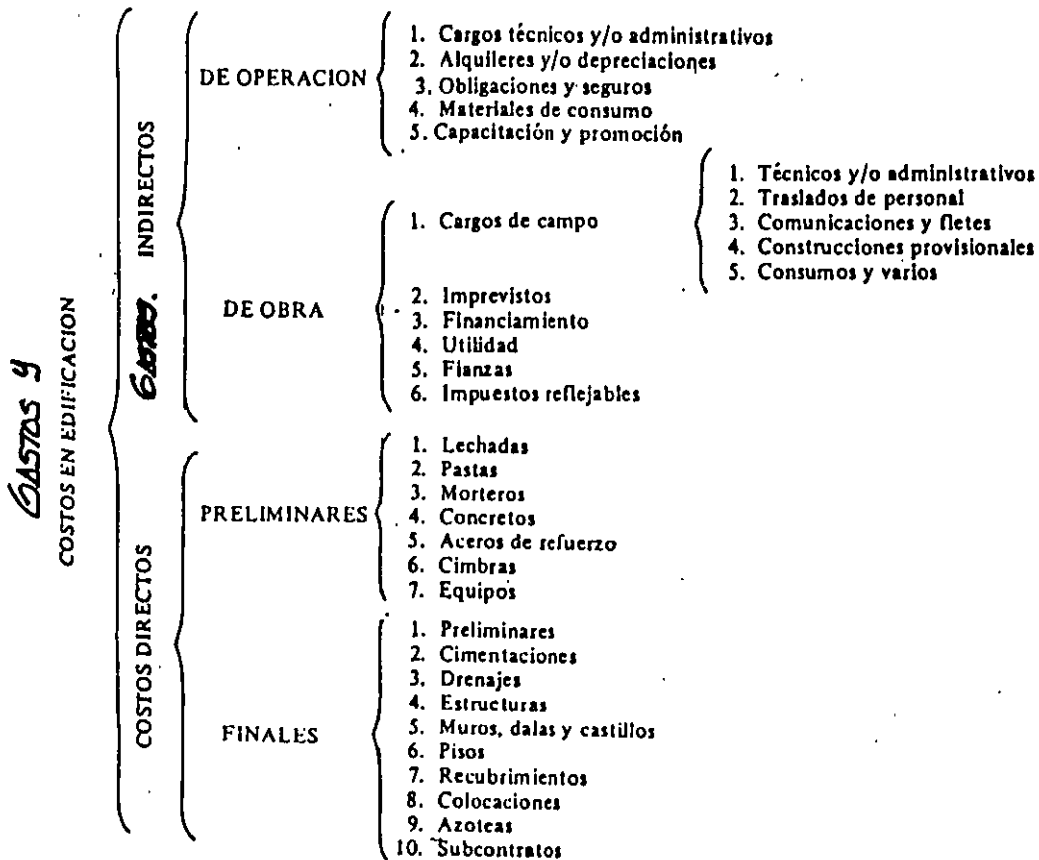 GASTOS Y
COSTOS EN EDIFICACION
GASTOS. INDIRECTOS
DE OPERACION
1. Cargos técnicos y/o administrativos
2. Alquileres y/o depreciaciones
3. Obligaciones y seguros
4. Materiales de consumo
5. Capacitación y promoción
DE OBRA
1. Cargos de campo
1. Técnicos y/o administrativos
2. Traslados de personal
3. Comunicaciones y fletes
4. Construcciones provisionales
5. Consumos y varios
2. Imprevistos
3. Financiamiento
4. Utilidad
5. Fianzas
6. Impuestos reflejables
COSTOS DIRECTOS
PRELIMINARES
1. Lechadas
2. Pastas
3. Morteros
4. Concretos
5. Aceros de refuerzo
6. Cimbras
7. Equipos
FINALES
1. Preliminares
2. Cimentaciones
3. Drenajes
4. Estructuras
5. Muros, dalas y castillos
6. Pisos
7. Recubrimientos
8. Colocaciones
9. Azoteas
10. Subcontratos